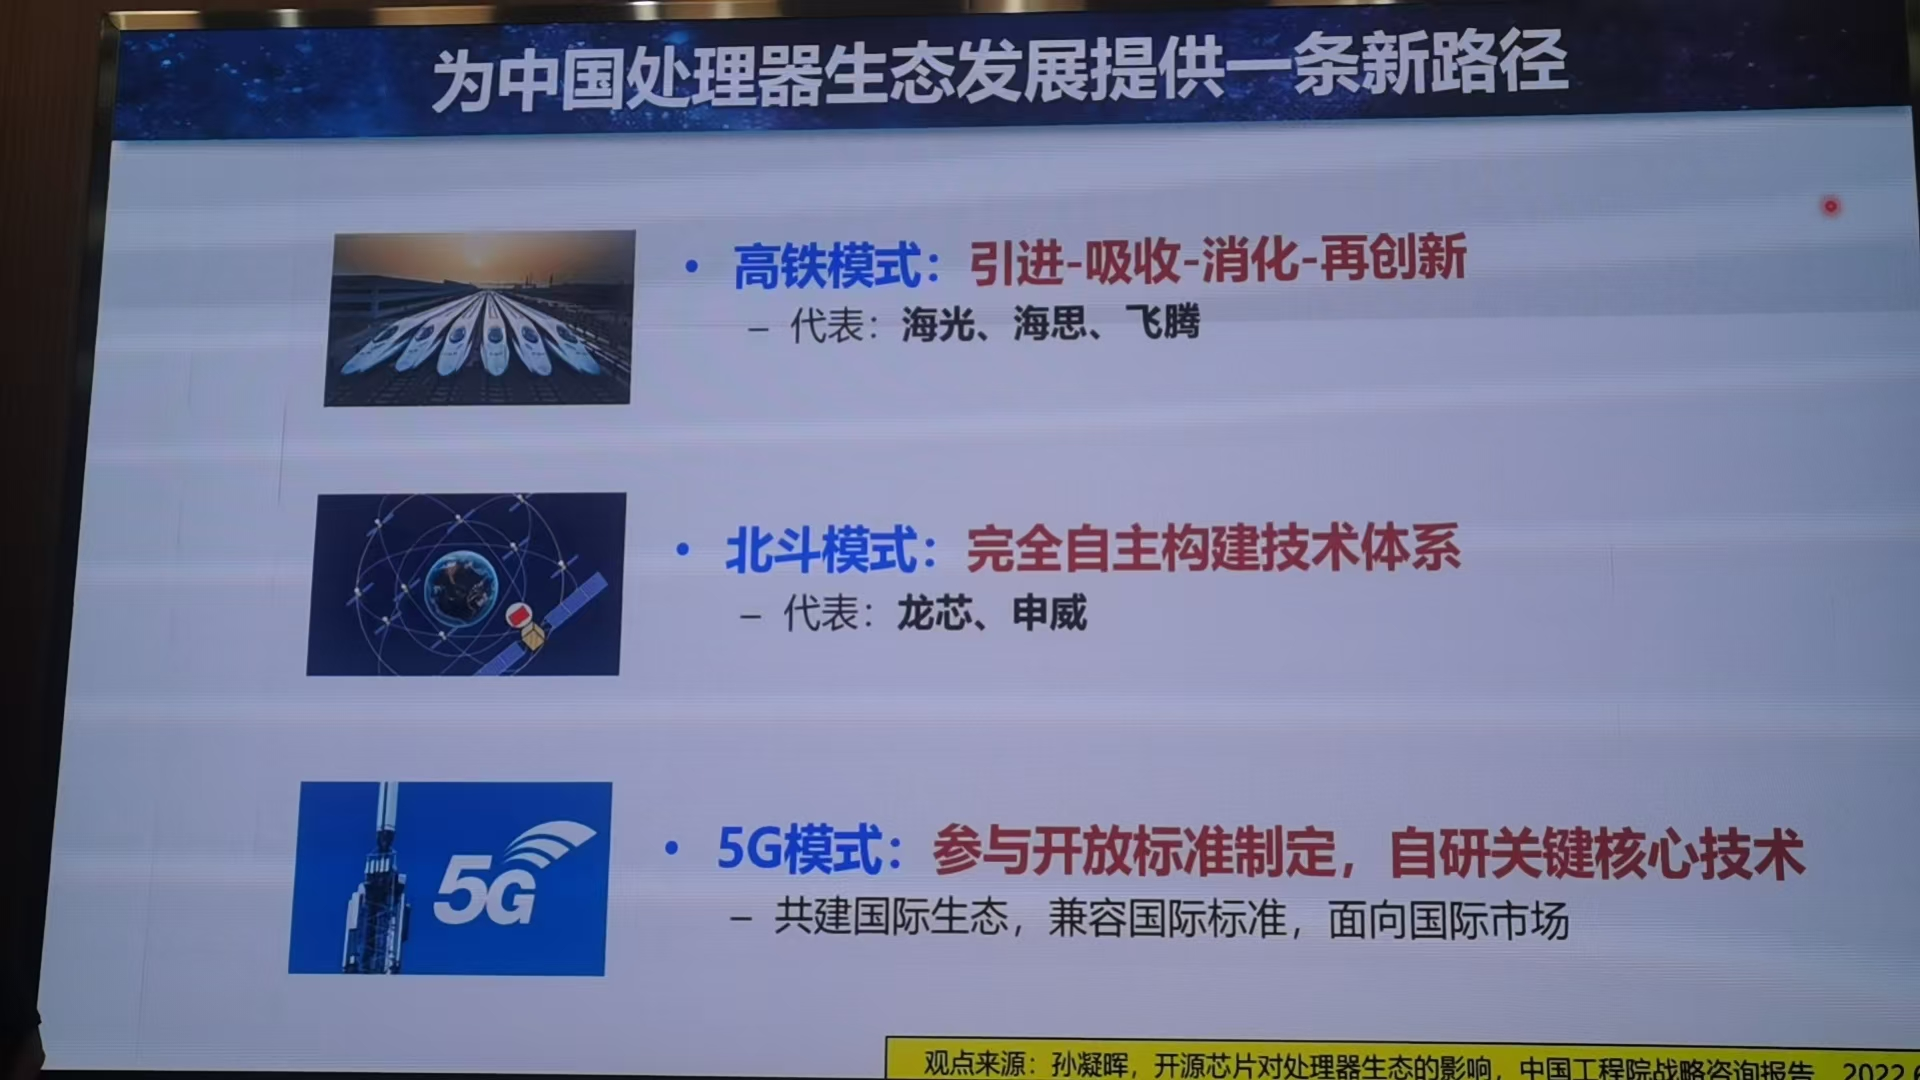 为中国处理器生态发展提供一条新路径
• 高铁模式：引进-吸收-消化-再创新
– 代表：海光、海思、飞腾
• 北斗模式：完全自主构建技术体系
– 代表：龙芯、申威
5G
• 5G模式：参与开放标准制定，自研关键核心技术
– 共建国际生态，兼容国际标准，面向国际市场
观点来源：孙凝晖，开源芯片对处理器生态的影响，中国工程院战略咨询报告，2022